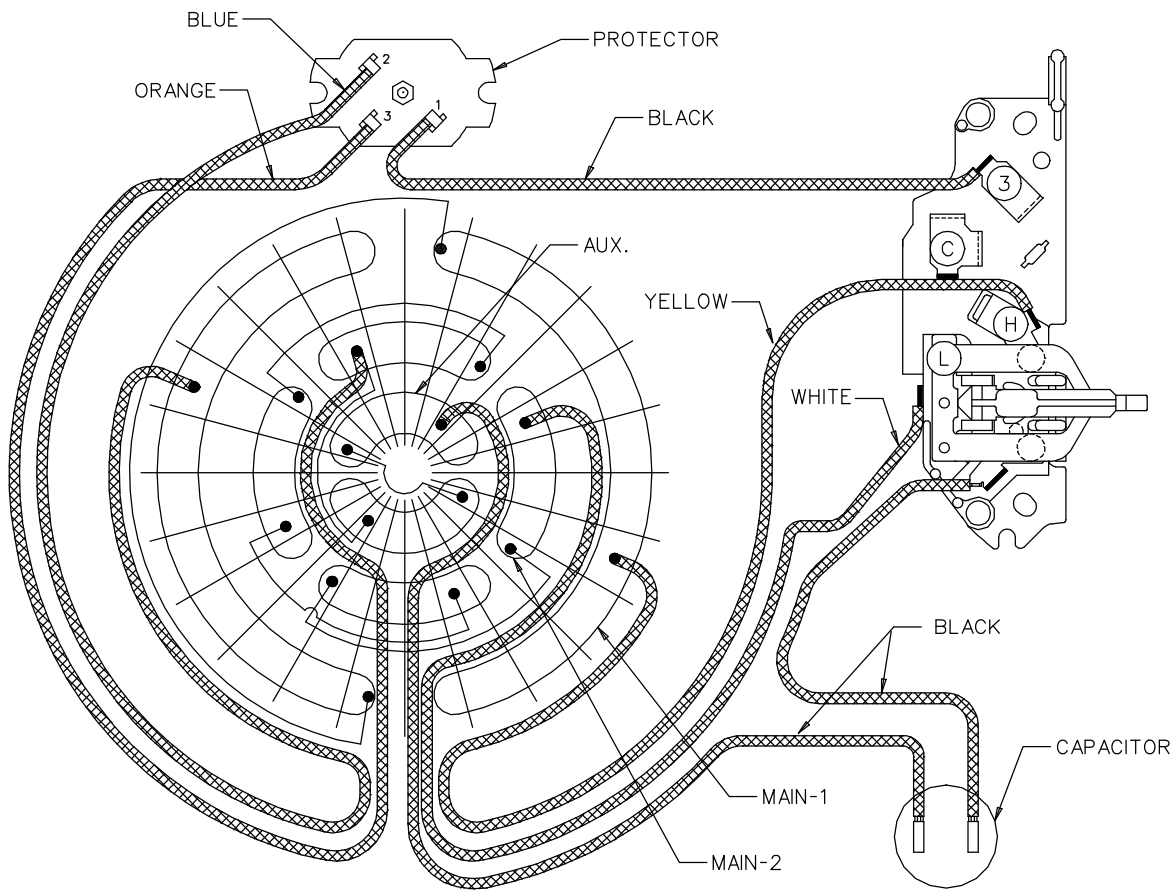 BLUE
PROTECTOR
2
ORANGE
3
1
BLACK
3
AUX.
C
YELLOW
H
L
WHITE
BLACK
CAPACITOR
MAIN-1
MAIN-2